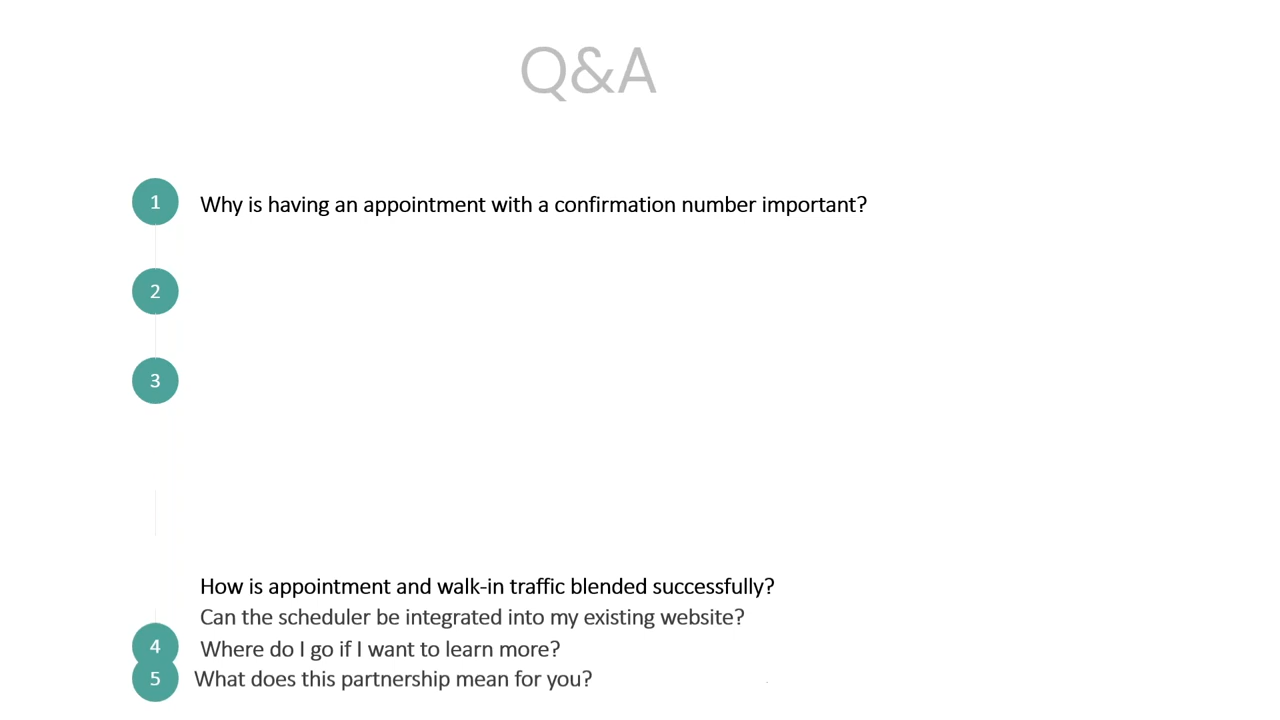 Q&A
1 Why is having an appointment with a confirmation number important?
2
3
How is appointment and walk-in traffic blended successfully?
Can the scheduler be integrated into my existing website?
4 Where do I go if I want to learn more?
5 What does this partnership mean for you?